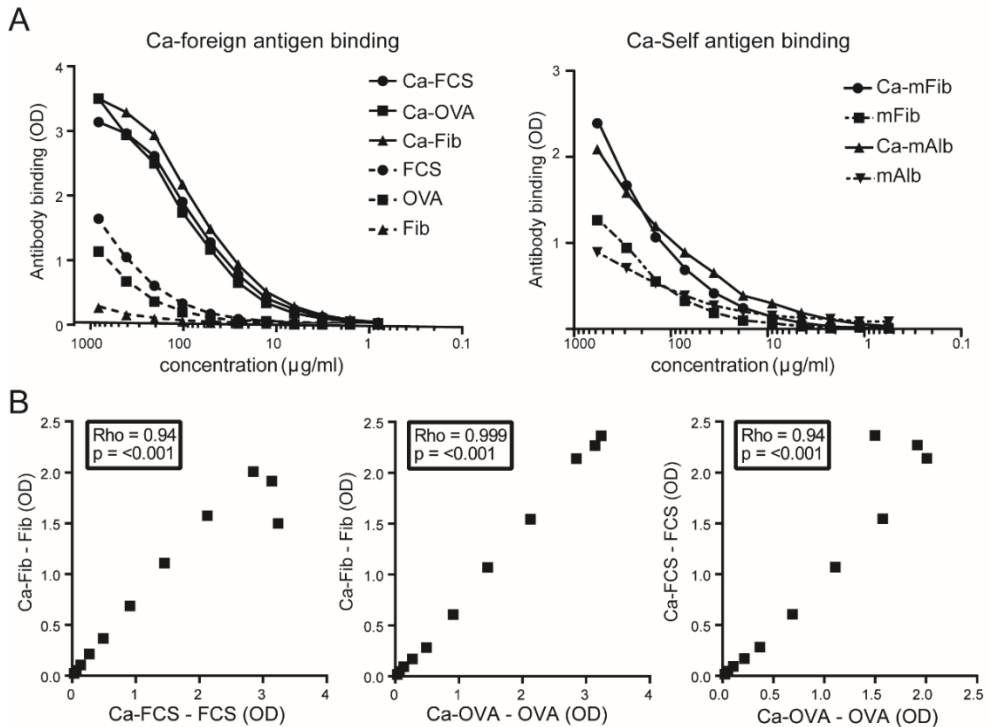 A
Ca-foreign antigen binding
Antibody binding (OD)
4
3
2
1
0
1000
100
10
1
0.1
concentration (µg/ml)
Ca-FCS
Ca-OVA
Ca-Fib
FCS
OVA
Fib
Ca-Self antigen binding
Antibody binding (OD)
3
2
1
1000
100
10
1
0.1
concentration (µg/ml)
Ca-mFib
mFib
Ca-mAlb
mAlb
B
Rho = 0.94
p = <0.001
Ca-Fib - Fib (OD)
2.5
2.0
1.5
1.0
0.5
0.0
0
1
2
3
4
Ca-FCS - FCS (OD)
Rho = 0.999
p = <0.001
Ca-Fib - Fib (OD)
2.5
2.0
1.5
1.0
0.5
0.0
0
1
2
3
4
Ca-OVA - OVA (OD)
Rho = 0.94
p = <0.001
Ca-FCS - FCS (OD)
2.5
2.0
1.5
1.0
0.5
0.0
0.0
0.5
1.0
1.5
2.0
2.5
Ca-OVA - OVA (OD)